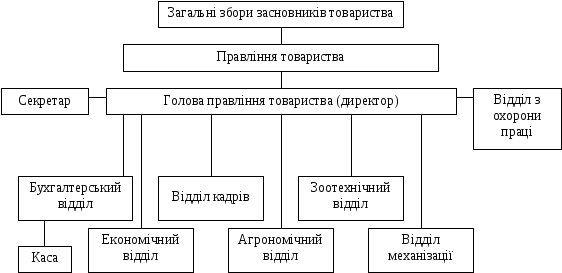 Загальні збори засновників товариства
Правління товариства
Секретар
Голова правління товариства (директор)
Відділ з
охорони
праці
Бухгалтерський
відділ
Відділ кадрів
Зоотехнічний
відділ
Каса
Економічний
відділ
Агрономічний
відділ
Відділ
механізації